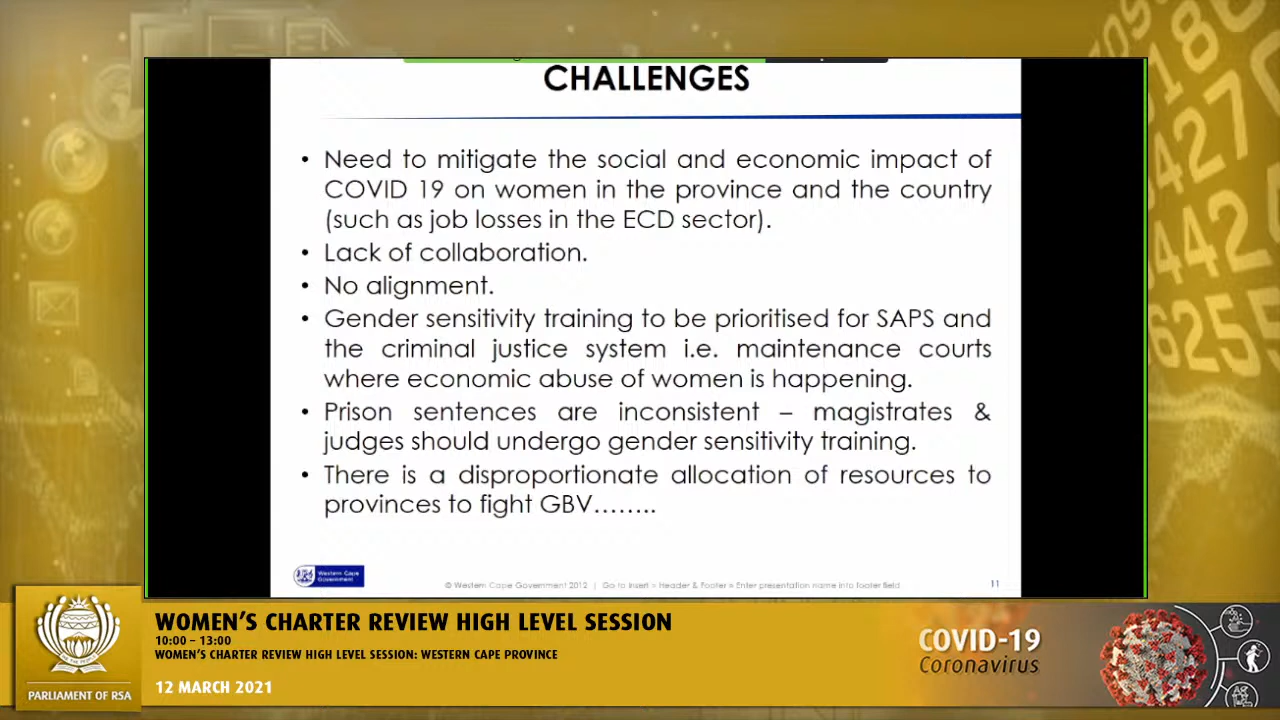 CHALLENGES
• Need to mitigate the social and economic impact of
COVID 19 on women in the province and the country
(such as job losses in the ECD sector).
• Lack of collaboration.
• No alignment.
• Gender sensitivity training to be prioritised for SAPS and
the criminal justice system i.e. maintenance courts
where economic abuse of women is happening.
• Prison sentences are inconsistent – magistrates &
judges should undergo gender sensitivity training.
• There is a disproportionate allocation of resources to
provinces to fight GBV........
Western Cape
Government
© Western Cape Government 2012 | Go to Insert > Header & Footer > Enter presentation name into footer field
11
WOMEN'S CHARTER REVIEW HIGH LEVEL SESSION
10:00 – 13:00
WOMEN'S CHARTER REVIEW HIGH LEVEL SESSION: WESTERN CAPE PROVINCE
12 MARCH 2021
PARLIAMENT OF RSA
COVID-19
Coronavirus